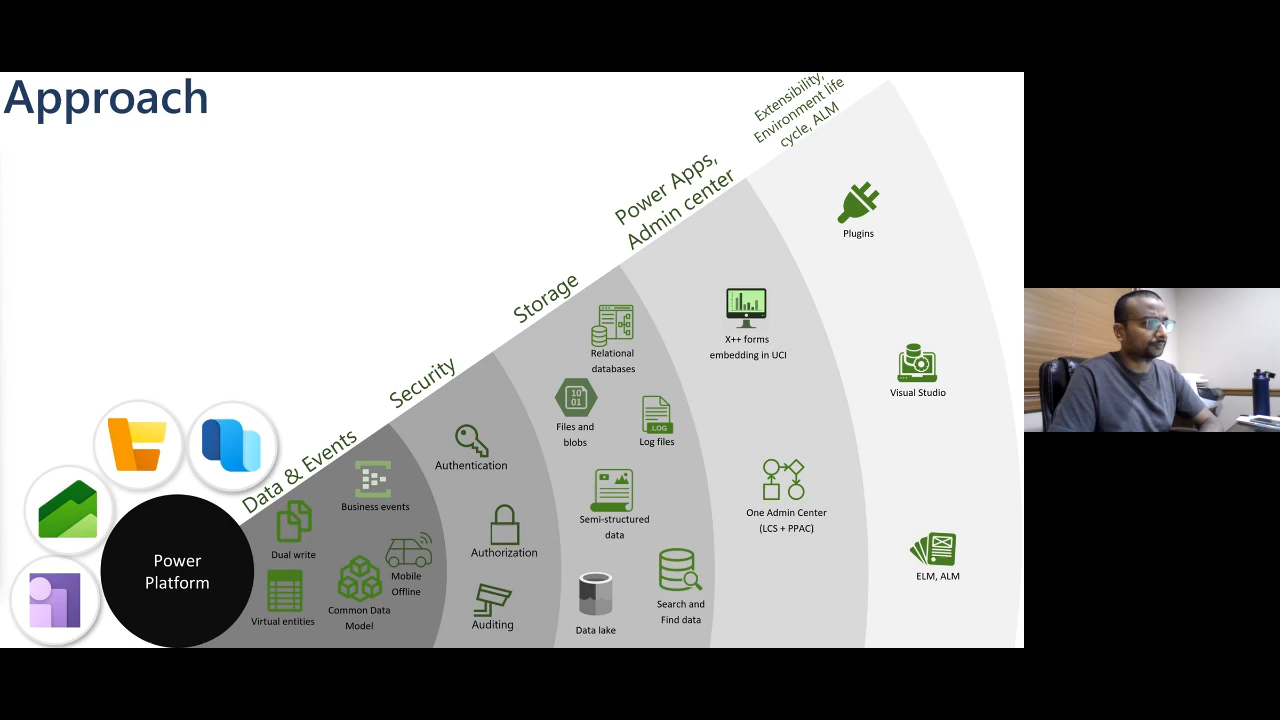 Approach
Extensibility,
Environment life
cycle, ALM
Power Apps,
Admin center
Storage
Security
Data & Events
Power
Platform
Business events
Dual write
Mobile
Offline
Virtual entities
Common Data
Model
Authentication
Authorization
Auditing
Relational
databases
Files and
blobs
10
01
Log files
.LOG
Semi-structured
data
Search and
Find data
Data lake
X++ forms
embedding in UCI
One Admin Center
(LCS + PPAC)
Plugins
Visual Studio
ELM, ALM